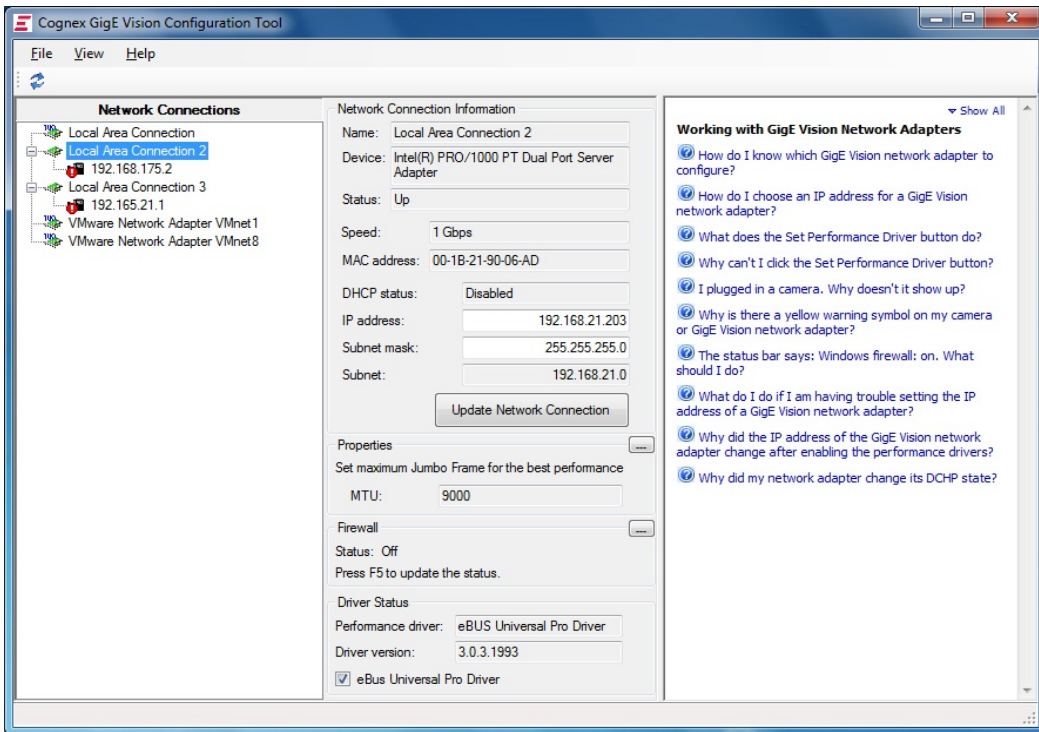 Cognex GigE Vision Configuration Tool
File View Help
Network Connections
Local Area Connection
Local Area Connection 2
192.168.175.2
Local Area Connection 3
192.165.21.1
VMware Network Adapter VMnet1
VMware Network Adapter VMnet8
Network Connection Information
Name: Local Area Connection 2
Device: Intel(R) PRO/1000 PT Dual Port Server
Adapter
Status: Up
Speed: 1 Gbps
MAC address: 00-1B-21-90-06-AD
DHCP status: Disabled
IP address: 192.168.21.203
Subnet mask: 255.255.255.0
Subnet: 192.168.21.0
Update Network Connection
Properties ...
Set maximum Jumbo Frame for the best performance
MTU: 9000
Firewall ...
Status: Off
Press F5 to update the status.
Driver Status
Performance driver: eBUS Universal Pro Driver
Driver version: 3.0.3.1993
eBus Universal Pro Driver
Show All
Working with GigE Vision Network Adapters
How do I know which GigE Vision network adapter to
configure?
How do I choose an IP address for a GigE Vision
network adapter?
What does the Set Performance Driver button do?
Why can't I click the Set Performance Driver button?
I plugged in a camera. Why doesn't it show up?
Why is there a yellow warning symbol on my camera
or GigE Vision network adapter?
The status bar says: Windows firewall: on. What
should I do?
What do I do if I am having trouble setting the IP
address of a GigE Vision network adapter?
Why did the IP address of the GigE Vision network
adapter change after enabling the performance drivers?
Why did my network adapter change its DCHP state?